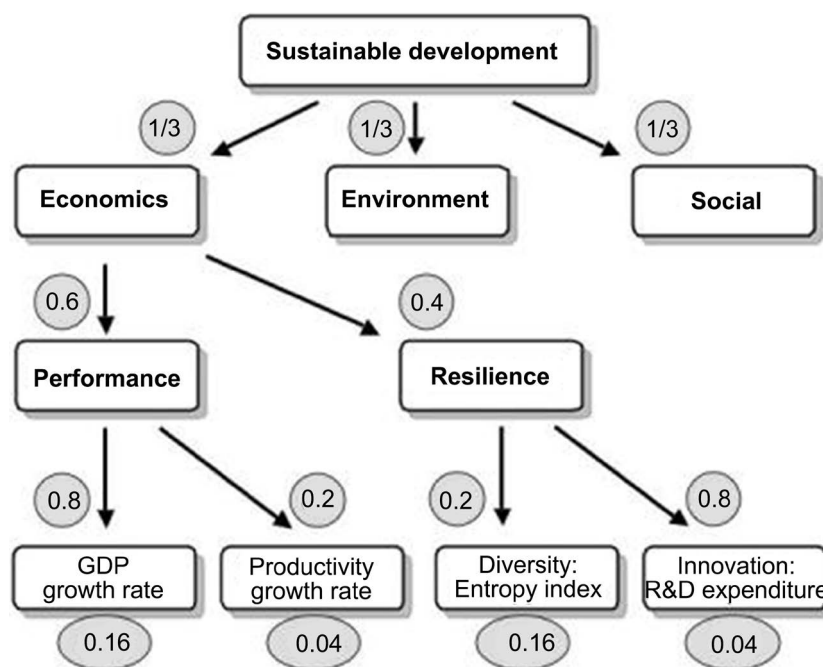 Sustainable development
1/3
1/3
1/3
Economics
Environment
Social
0.6
0.4
Performance
Resilience
0.8
0.2
0.2
0.8
GDP
growth rate
Productivity
growth rate
Diversity:
Entropy index
Innovation:
R&D expenditure
0.16
0.04
0.16
0.04